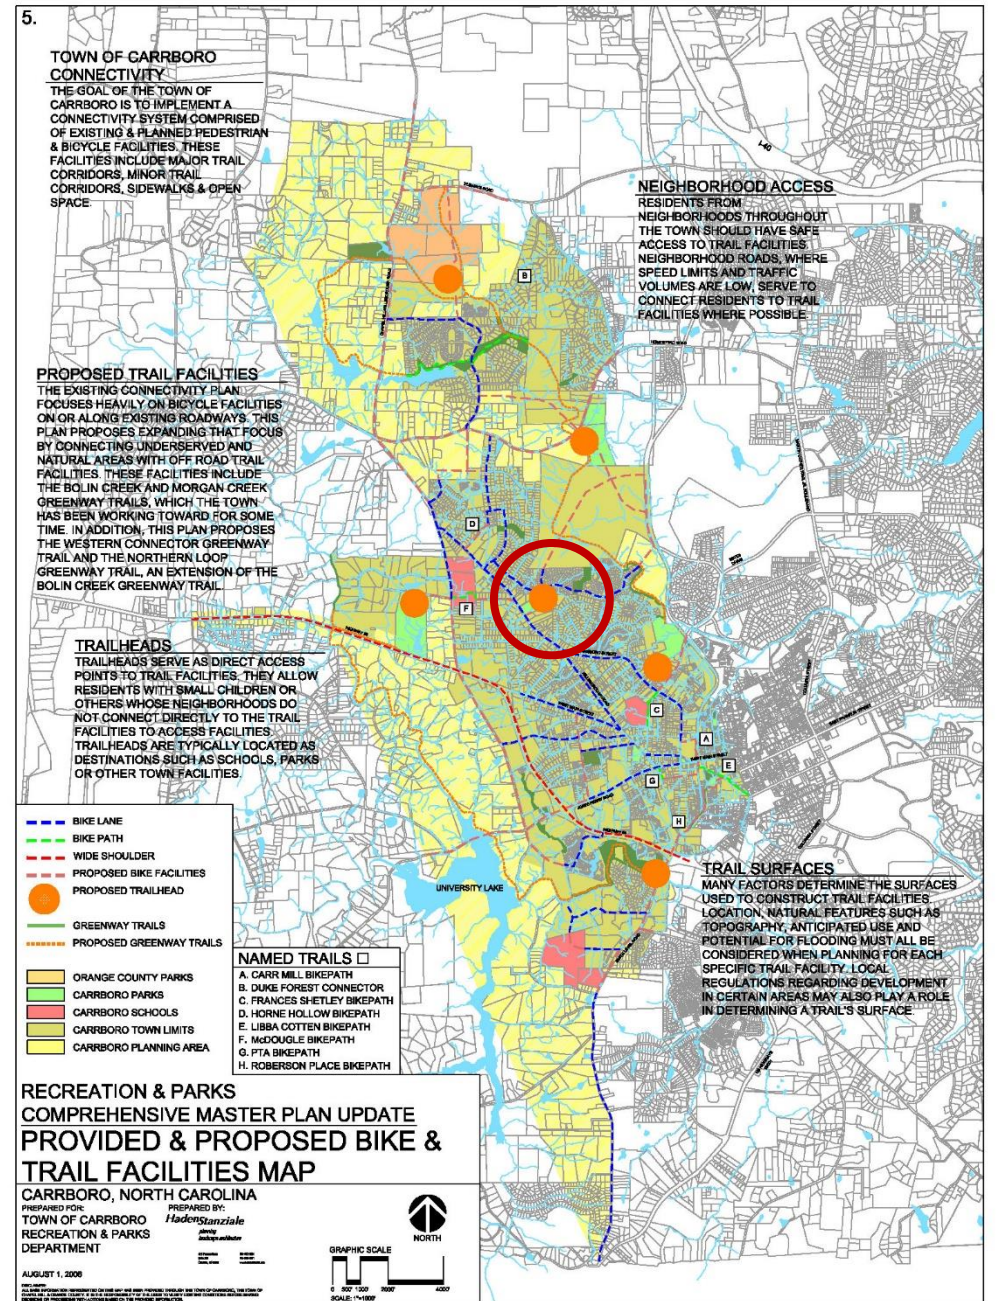 5.
TOWN OF CARRBORO
CONNECTIVITY
THE GOAL OF THE TOWN OF
CARRBORO IS TO IMPLEMENT A
CONNECTIVITY SYSTEM COMPRISED
OF EXISTING & PLANNED PEDESTRIAN
& BICYCLE FACILITIES. THESE
FACILITIES INCLUDE MAJOR TRAIL
CORRIDORS, MINOR TRAIL
CORRIDORS, SIDEWALKS & OPEN
SPACE.
I-40
NEIGHBORHOOD ACCESS
RESIDENTS FROM
NEIGHBORHOODS THROUGHOUT
THE TOWN SHOULD HAVE SAFE
ACCESS TO TRAIL FACILITIES.
NEIGHBORHOOD ROADS, WHERE
SPEED LIMITS AND TRAFFIC
VOLUMES ARE LOW, SERVE TO
CONNECT RESIDENTS TO TRAIL
FACILITIES WHERE POSSIBLE.
B
PROPOSED TRAIL FACILITIES
THE EXISTING CONNECTIVITY PLAN
FOCUSES HEAVILY ON BICYCLE FACILITIES
ON OR ALONG EXISTING ROADWAYS. THIS
PLAN PROPOSES EXPANDING THAT FOCUS
BY CONNECTING UNDERSERVED AND
NATURAL AREAS WITH OFF ROAD TRAIL
FACILITIES. THESE FACILITIES INCLUDE
THE BOLIN CREEK AND MORGAN CREEK
GREENWAY TRAILS, WHICH THE TOWN
HAS BEEN WORKING TOWARD FOR SOME
TIME. IN ADDITION, THIS PLAN PROPOSES
THE WESTERN CONNECTOR GREENWAY
TRAIL AND THE NORTHERN LOOP
GREENWAY TRAIL, AN EXTENSION OF THE
BOLIN CREEK GREENWAY TRAIL.
D
F
TRAILHEADS
TRAILHEADS SERVE AS DIRECT ACCESS
POINTS TO TRAIL FACILITIES. THEY ALLOW
RESIDENTS WITH SMALL CHILDREN OR
OTHERS WHOSE NEIGHBORHOODS DO
NOT CONNECT DIRECTLY TO THE TRAIL
FACILITIES TO ACCESS FACILITIES.
TRAILHEADS ARE TYPICALLY LOCATED AS
DESTINATIONS SUCH AS SCHOOLS, PARKS
OR OTHER TOWN FACILITIES.
C
A
E
G
H
UNIVERSITY LAKE
TRAIL SURFACES
MANY FACTORS DETERMINE THE SURFACES
USED TO CONSTRUCT TRAIL FACILITIES.
LOCATION, NATURAL FEATURES SUCH AS
TOPOGRAPHY, ANTICIPATED USE AND
POTENTIAL FOR FLOODING MUST ALL BE
CONSIDERED WHEN PLANNING FOR EACH
SPECIFIC TRAIL FACILITY. LOCAL
REGULATIONS REGARDING DEVELOPMENT
IN CERTAIN AREAS MAY ALSO PLAY A ROLE
IN DETERMINING A TRAIL'S SURFACE.
BIKE LANE
BIKE PATH
WIDE SHOULDER
PROPOSED BIKE FACILITIES
PROPOSED TRAILHEAD
GREENWAY TRAILS
PROPOSED GREENWAY TRAILS
ORANGE COUNTY PARKS
CARRBORO PARKS
CARRBORO SCHOOLS
CARRBORO TOWN LIMITS
CARRBORO PLANNING AREA
NAMED TRAILS
A. CARR MILL BIKEPATH
B. DUKE FOREST CONNECTOR
C. FRANCES SHETLEY BIKEPATH
D. HORNE HOLLOW BIKEPATH
E. LIBBA COTTEN BIKEPATH
F. McDOUGLE BIKEPATH
G. PTA BIKEPATH
H. ROBERSON PLACE BIKEPATH
RECREATION & PARKS
COMPREHENSIVE MASTER PLAN UPDATE
PROVIDED & PROPOSED BIKE &
TRAIL FACILITIES MAP
CARRBORO, NORTH CAROLINA
PREPARED FOR:
TOWN OF CARRBORO
RECREATION & PARKS
DEPARTMENT
PREPARED BY:
HadenStanziale
planning
landscape architecture
NORTH
GRAPHIC SCALE
0 500' 1000' 2000' 4000'
SCALE: 1"=1000'
AUGUST 1, 2006